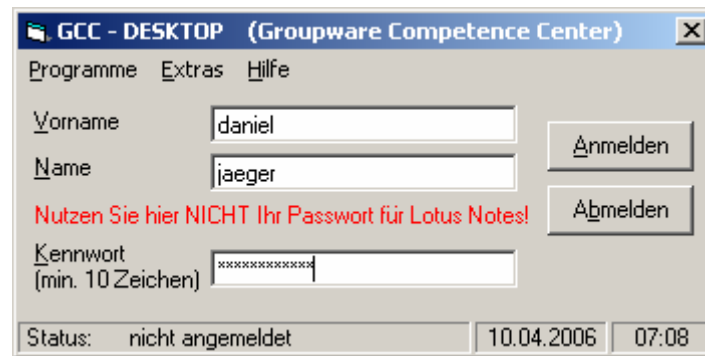 GCC - DESKTOP (Groupware Competence Center)
Programme Extras Hilfe
Vorname daniel
Anmelden
Name jaeger
Nutzen Sie hier NICHT Ihr Passwort für Lotus Notes!
Abmelden
Kennwort
(min. 10 Zeichen) ************
Status: nicht angemeldet 10.04.2006 07:08